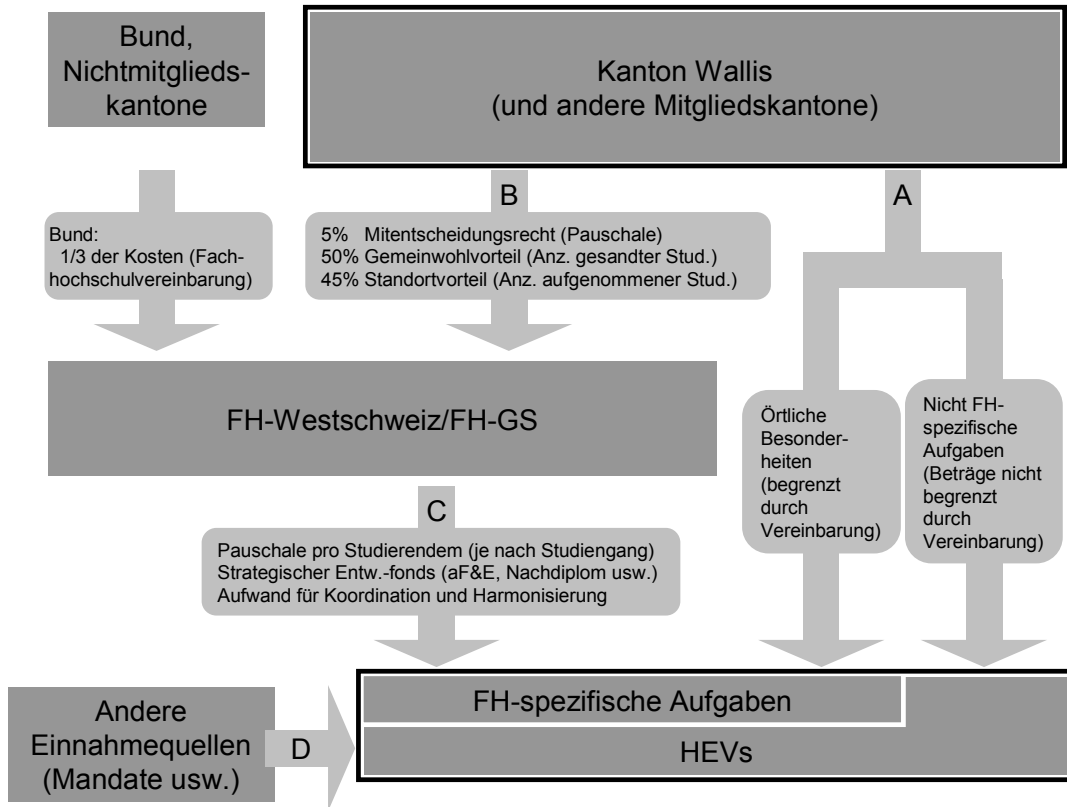 Bund,
Nichtmitglieds-
kantone
Kanton Wallis
(und andere Mitgliedskantone)
B
A
Bund:
1/3 der Kosten (Fach-
hochschulvereinbarung)
5% Mitentscheidungsrecht (Pauschale)
50% Gemeinwohlvorteil (Anz. gesandter Stud.)
45% Standortvorteil (Anz. aufgenommener Stud.)
FH-Westschweiz/FH-GS
Örtliche
Besonder-
heiten
(begrenzt
durch
Vereinbarung)
Nicht FH-
spezifische
Aufgaben
(Beträge nicht
begrenzt
durch
Vereinbarung)
C
Pauschale pro Studierendem (je nach Studiengang)
Strategischer Entw.-fonds (aF&E, Nachdiplom usw.)
Aufwand für Koordination und Harmonisierung
Andere
Einnahmequellen
(Mandate usw.)
D
FH-spezifische Aufgaben
HEVs